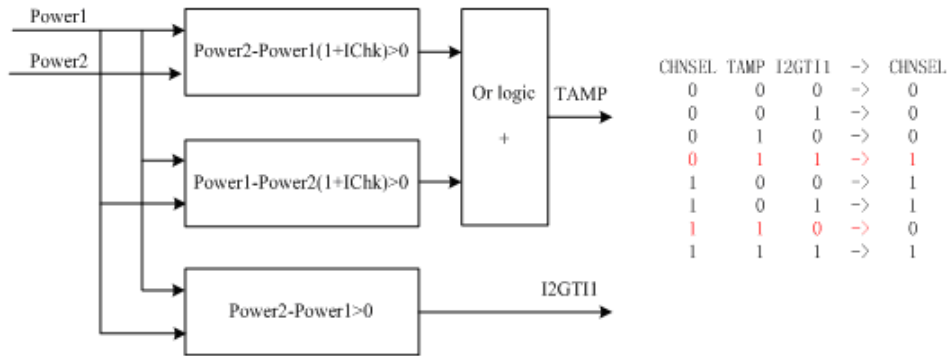 Power1
Power2
Power2-Power1(1+IChk)>0
Power1-Power2(1+IChk)>0
Power2-Power1>0
Or logic
+
TAMP
I2GTI1
CHNSEL TAMP I2GTI1 -> CHNSEL
0 0 0 -> 0
0 0 1 -> 0
0 1 0 -> 0
0 1 1 -> 1
1 0 0 -> 1
1 0 1 -> 1
1 1 0 -> 0
1 1 1 -> 1